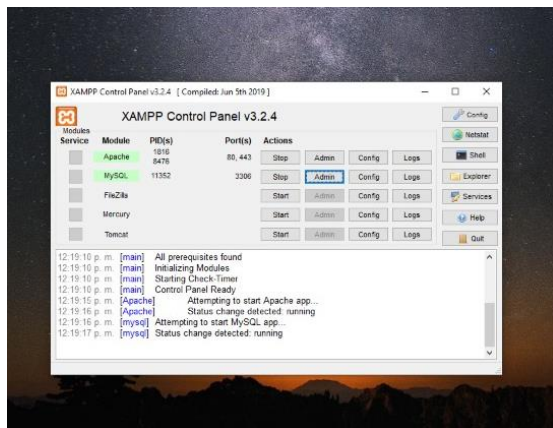 XAMPP Control Panel v3.2.4 [ Compiled: Jun 5th 2019 ]
XAMPP Control Panel v3.2.4
Config
Modules
Service Module PID(s) Port(s) Actions
Netstat
Apache 1816 8476 80, 443 Stop Admin Config Logs
Shell
MySQL 11352 3306 Stop Admin Config Logs
Explorer
FileZilla Start Admin Config Logs
Services
Mercury Start Admin Config Logs
Help
Tomcat Start Admin Config Logs
Quit
12:19:10 p. m. [main] All prerequisites found
12:19:10 p. m. [main] Initializing Modules
12:19:10 p. m. [main] Starting Check-Timer
12:19:10 p. m. [main] Control Panel Ready
12:19:15 p. m. [Apache] Attempting to start Apache app...
12:19:16 p. m. [Apache] Status change detected: running
12:19:16 p. m. [mysql] Attempting to start MySQL app...
12:19:17 p. m. [mysql] Status change detected: running